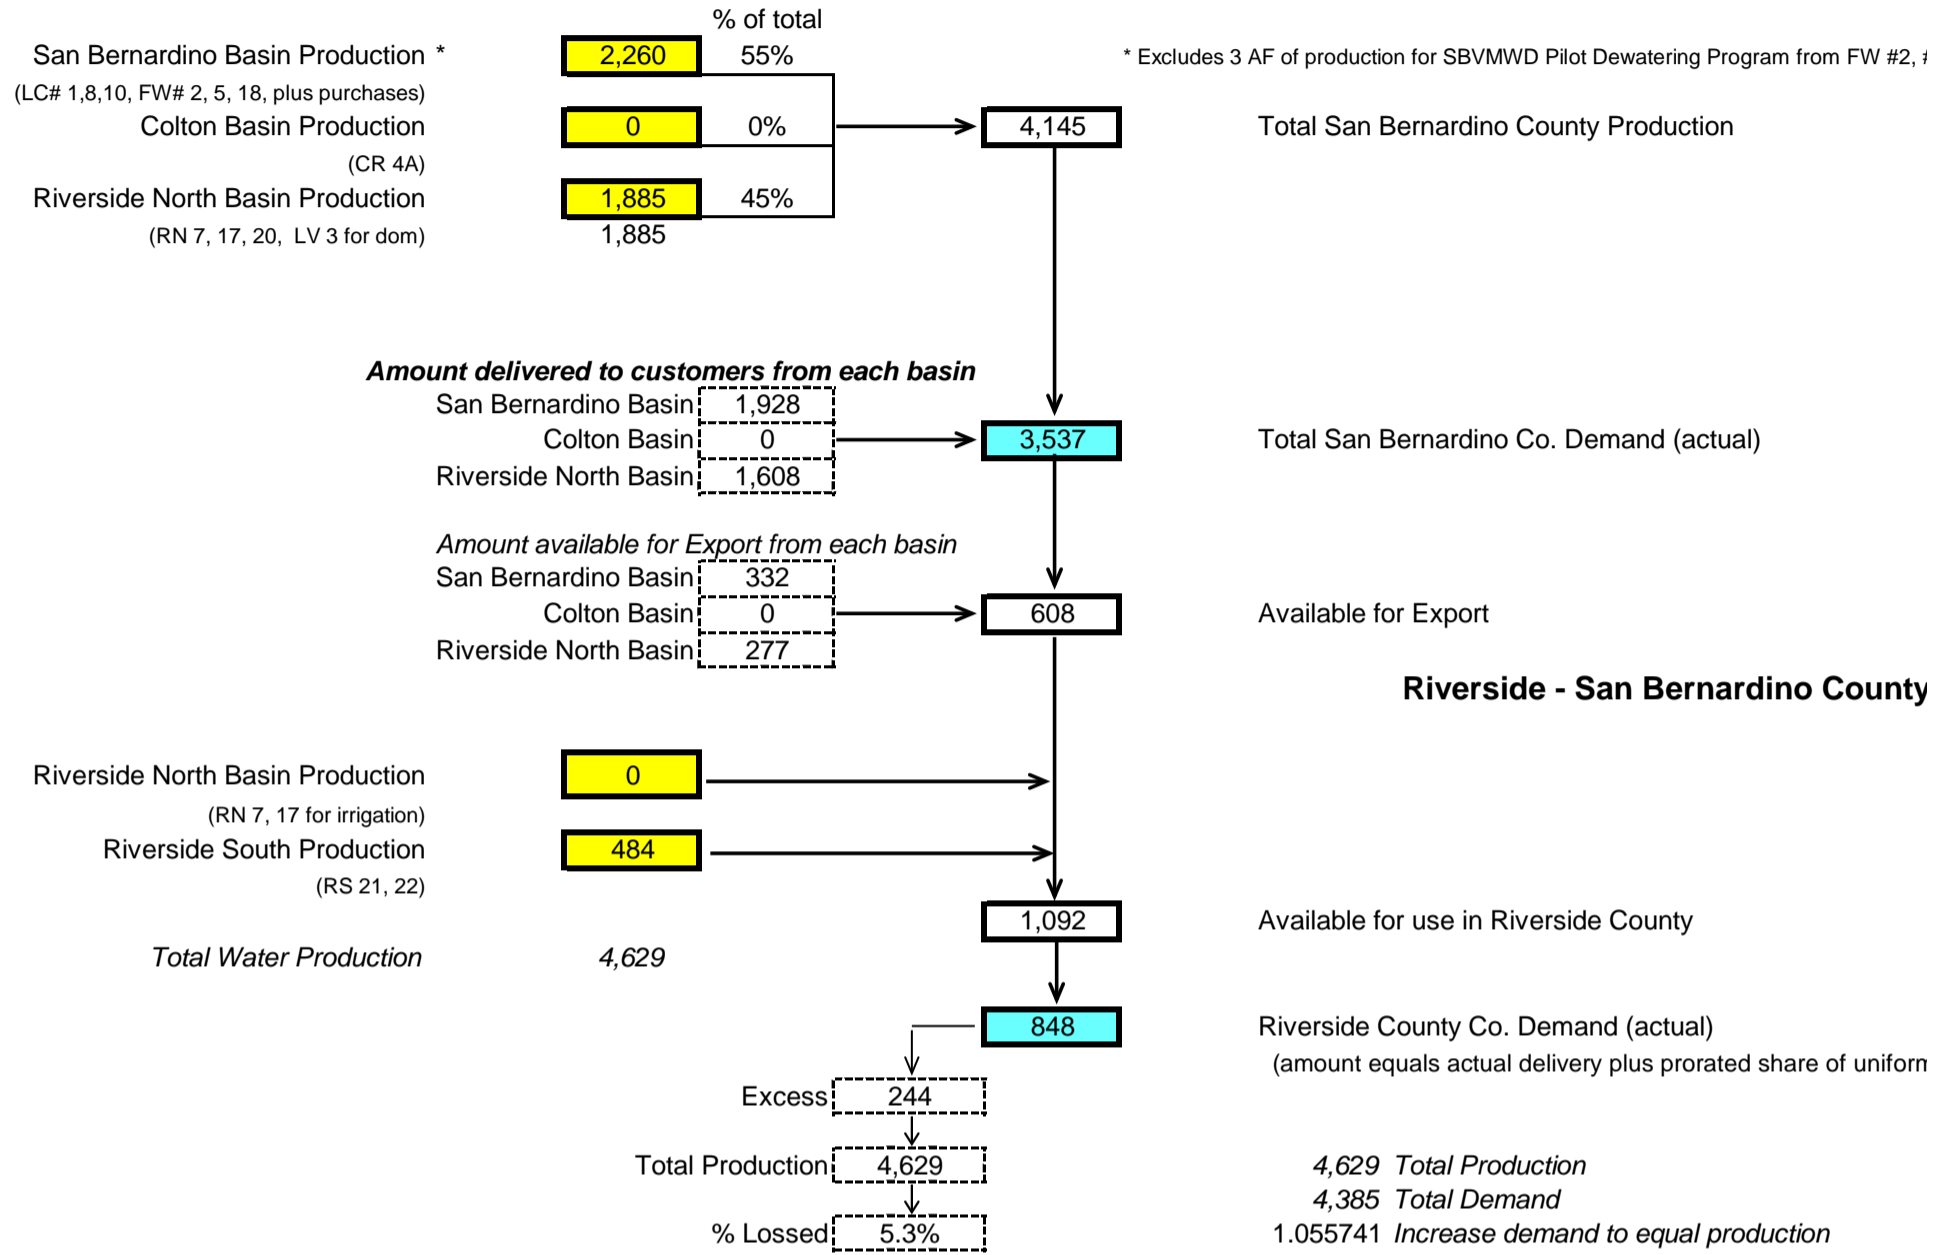 % of total
San Bernardino Basin Production * 2,260 55% * Excludes 3 AF of production for SBVMWD Pilot Dewatering Program from FW #2,
(LC# 1,8,10, FW# 2, 5, 18, plus purchases)
Colton Basin Production 0 0% 4,145 Total San Bernardino County Production
(CR 4A)
Riverside North Basin Production 1,885 45%
(RN 7, 17, 20, LV 3 for dom) 1,885
Amount delivered to customers from each basin
San Bernardino Basin 1,928
Colton Basin 0 3,537 Total San Bernardino Co. Demand (actual)
Riverside North Basin 1,608
Amount available for Export from each basin
San Bernardino Basin 332
Colton Basin 0 608 Available for Export
Riverside North Basin 277
Riverside - San Bernardino County
Riverside North Basin Production 0
(RN 7, 17 for irrigation)
Riverside South Production 484
(RS 21, 22)
1,092 Available for use in Riverside County
Total Water Production 4,629
848 Riverside County Co. Demand (actual)
(amount equals actual delivery plus prorated share of uniform
Excess 244
Total Production 4,629 4,629 Total Production
4,385 Total Demand
% Lossed 5.3% 1.055741 Increase demand to equal production